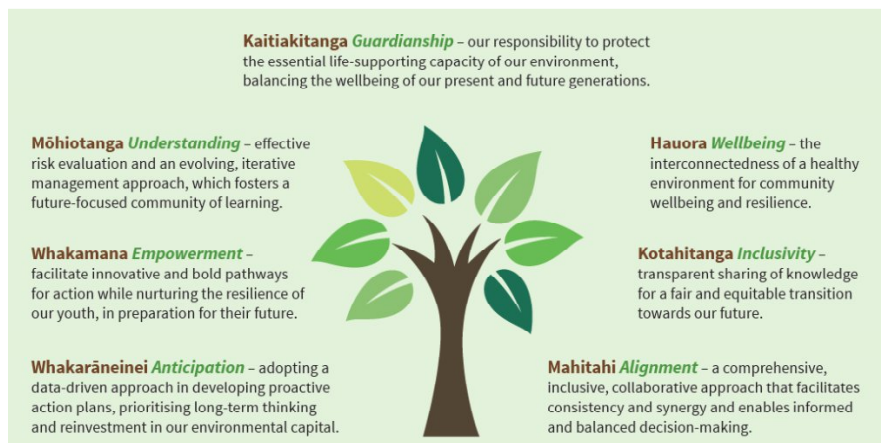 Kaitiakitanga Guardianship – our responsibility to protect
the essential life-supporting capacity of our environment,
balancing the wellbeing of our present and future generations.
Mōhiotanga Understanding – effective
risk evaluation and an evolving, iterative
management approach, which fosters a
future-focused community of learning.
Hauora Wellbeing – the
interconnectedness of a healthy
environment for community
wellbeing and resilience.
Whakamana Empowerment –
facilitate innovative and bold pathways
for action while nurturing the resilience of
our youth, in preparation for their future.
Kotahitanga Inclusivity –
transparent sharing of knowledge
for a fair and equitable transition
towards our future.
Whakarāneinei Anticipation – adopting a
data-driven approach in developing proactive
action plans, prioritising long-term thinking
and reinvestment in our environmental capital.
Mahitahi Alignment – a comprehensive,
inclusive, collaborative approach that facilitates
consistency and synergy and enables informed
and balanced decision-making.